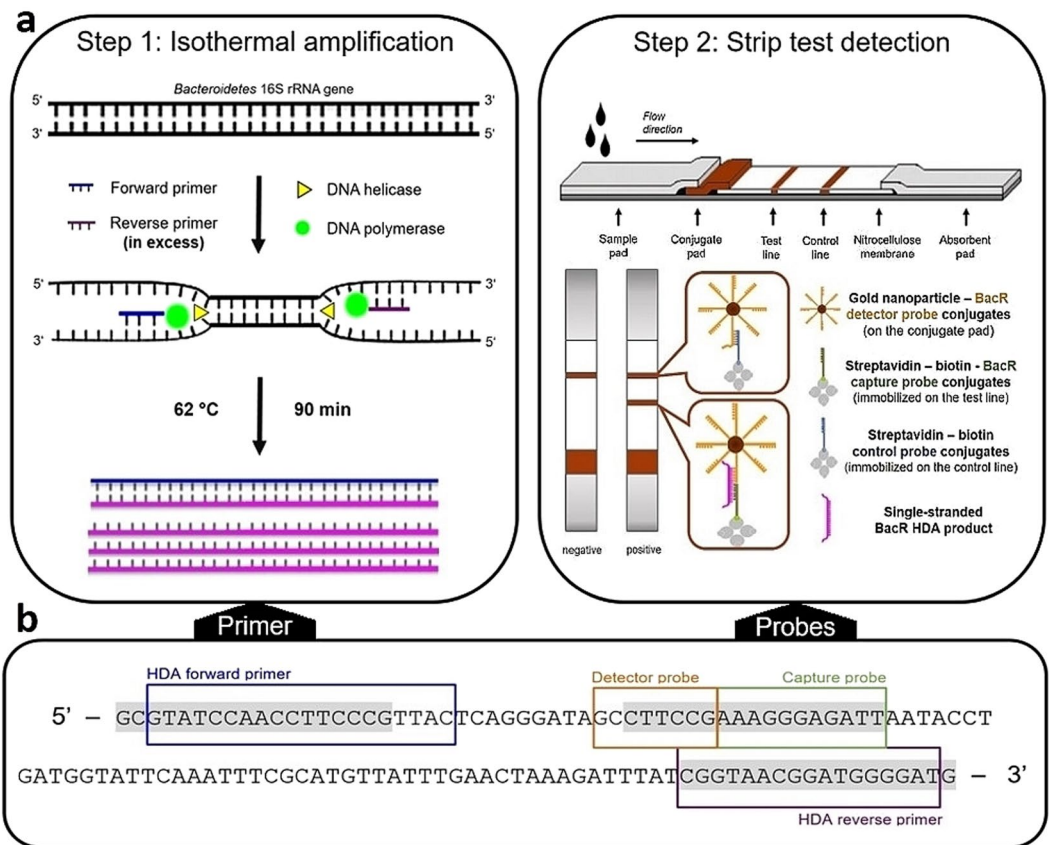 a
Step 1: Isothermal amplification
Bacteroidetes 16S rRNA gene
5'
3'
3'
5'
Forward primer
DNA helicase
Reverse primer
(in excess)
DNA polymerase
5'
3'
3'
5'
62 °C
90 min
Step 2: Strip test detection
Flow
direction
Sample
pad
Conjugate
pad
Test
line
Control
line
Nitrocellulose
membrane
Absorbent
pad
Gold nanoparticle – BacR
detector probe conjugates
(on the conjugate pad)
Streptavidin – biotin - BacR
capture probe conjugates
(immobilized on the test line)
Streptavidin – biotin
control probe conjugates
(immobilized on the control line)
Single-stranded
BacR HDA product
negative
positive
b
Primer
Probes
HDA forward primer
Detector probe
Capture probe
5' – GCGTATCCAACCTTCCCGTTACTCAGGGATAGCCTTCCGAAAGGGAGATTAATACCT
GATGGTATTCAAATTTCGCATGTTATTTGAACTAAAGATTTATCGGTAACGGATGGGGATG – 3'
HDA reverse primer